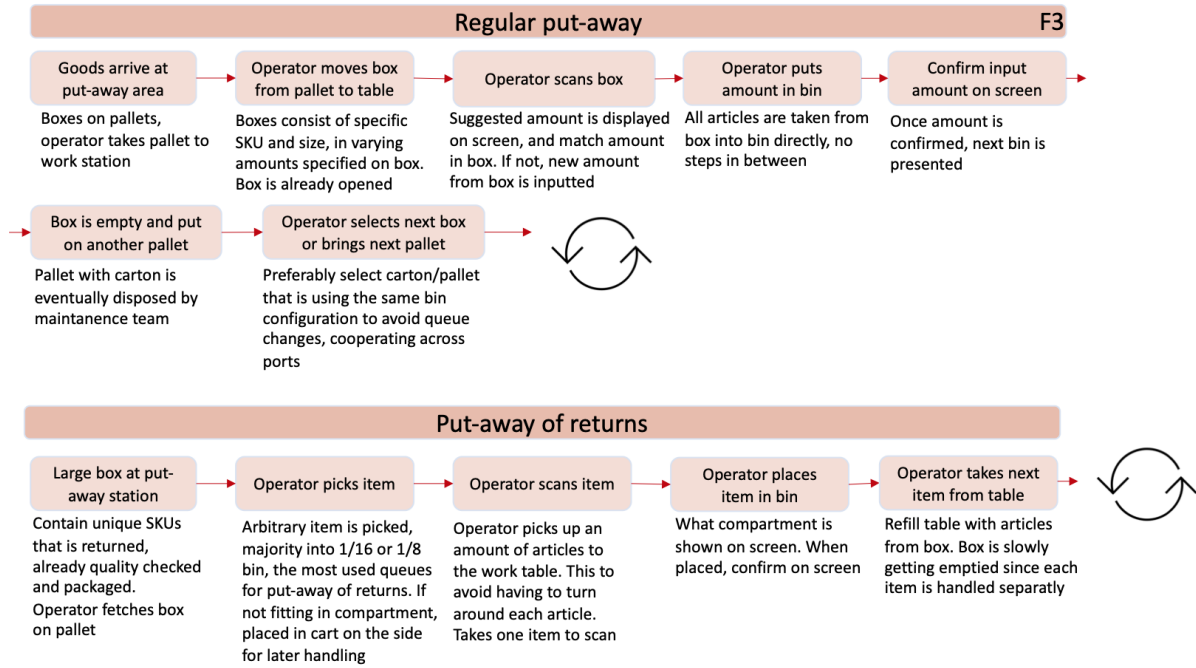 Regular put-away
F3
Goods arrive at
put-away area
Boxes on pallets,
operator takes pallet to
work station
Operator moves box
from pallet to table
Boxes consist of specific
SKU and size, in varying
amounts specified on box.
Box is already opened
Operator scans box
Suggested amount is displayed
on screen, and match amount
in box. If not, new amount
from box is inputted
Operator puts
amount in bin
All articles are taken from
box into bin directly, no
steps in between
Confirm input
amount on screen
Once amount is
confirmed, next bin is
presented
Box is empty and put
on another pallet
Pallet with carton is
eventually disposed by
maintanence team
Operator selects next box
or brings next pallet
Preferably select carton/pallet
that is using the same bin
configuration to avoid queue
changes, cooperating across
ports
Put-away of returns
Large box at put-
away station
Contain unique SKUs
that is returned,
already quality checked
and packaged.
Operator fetches box
on pallet
Operator picks item
Arbitrary item is picked,
majority into 1/16 or 1/8
bin, the most used queues
for put-away of returns. If
not fitting in compartment,
placed in cart on the side
for later handling
Operator scans item
Operator picks up an
amount of articles to
the work table. This to
avoid having to turn
around each article.
Takes one item to scan
Operator places
item in bin
What compartment is
shown on screen. When
placed, confirm on screen
Operator takes next
item from table
Refill table with articles
from box. Box is slowly
getting emptied since each
item is handled separatly